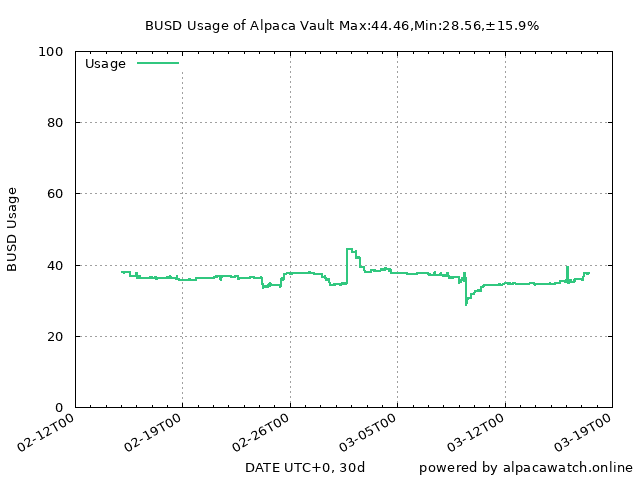 BUSD Usage of Alpaca Vault Max:44.46,Min:28.56,±15.9%
100
Usage
80
60
BUSD Usage
40
20
0
02-12T00
02-19T00
02-26T00
03-05T00
03-12T00
03-19T00
DATE UTC+0, 30d
powered by alpacawatch.online